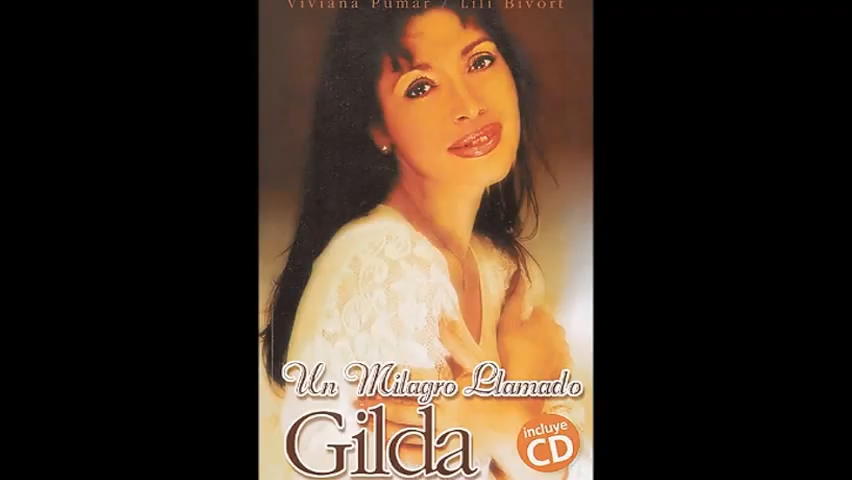 Viviana Pumar / Lili Bivort
Un Milagro Llamado
Gilda
incluye
CD